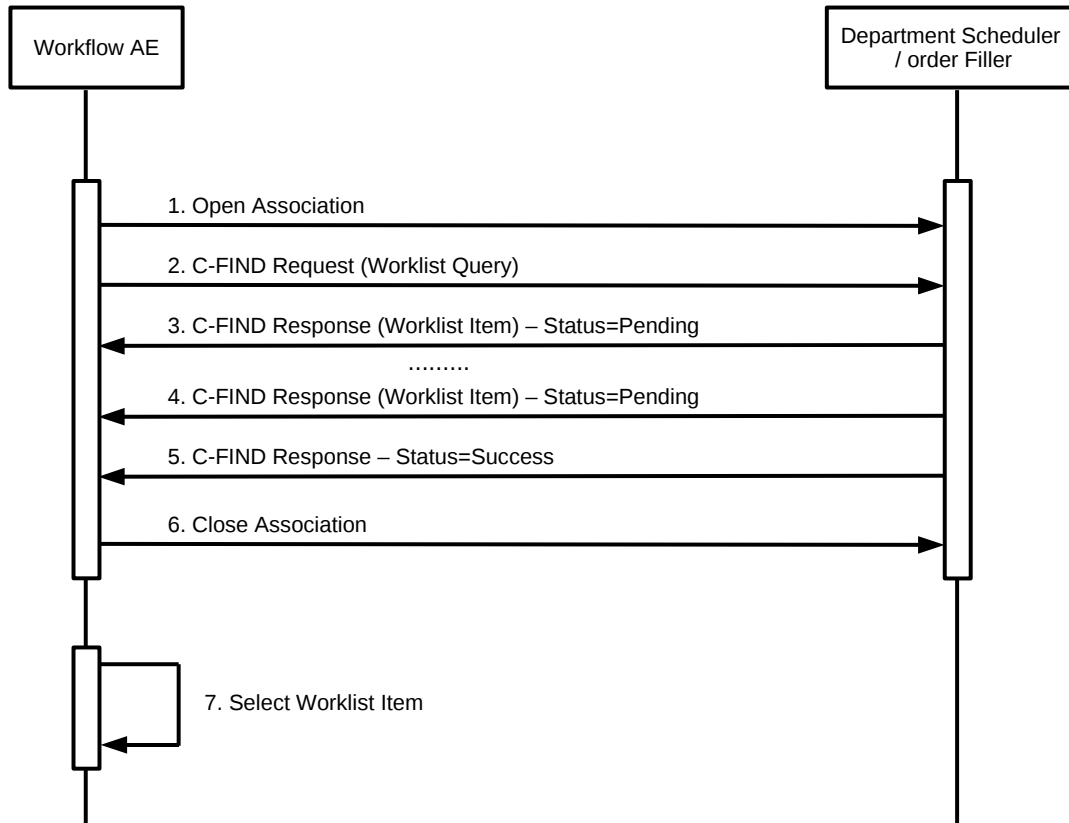 Workflow AE
Department Scheduler
/ order Filler
1. Open Association
2. C-FIND Request (Worklist Query)
3. C-FIND Response (Worklist Item) – Status=Pending
.........
4. C-FIND Response (Worklist Item) – Status=Pending
5. C-FIND Response – Status=Success
6. Close Association
7. Select Worklist Item